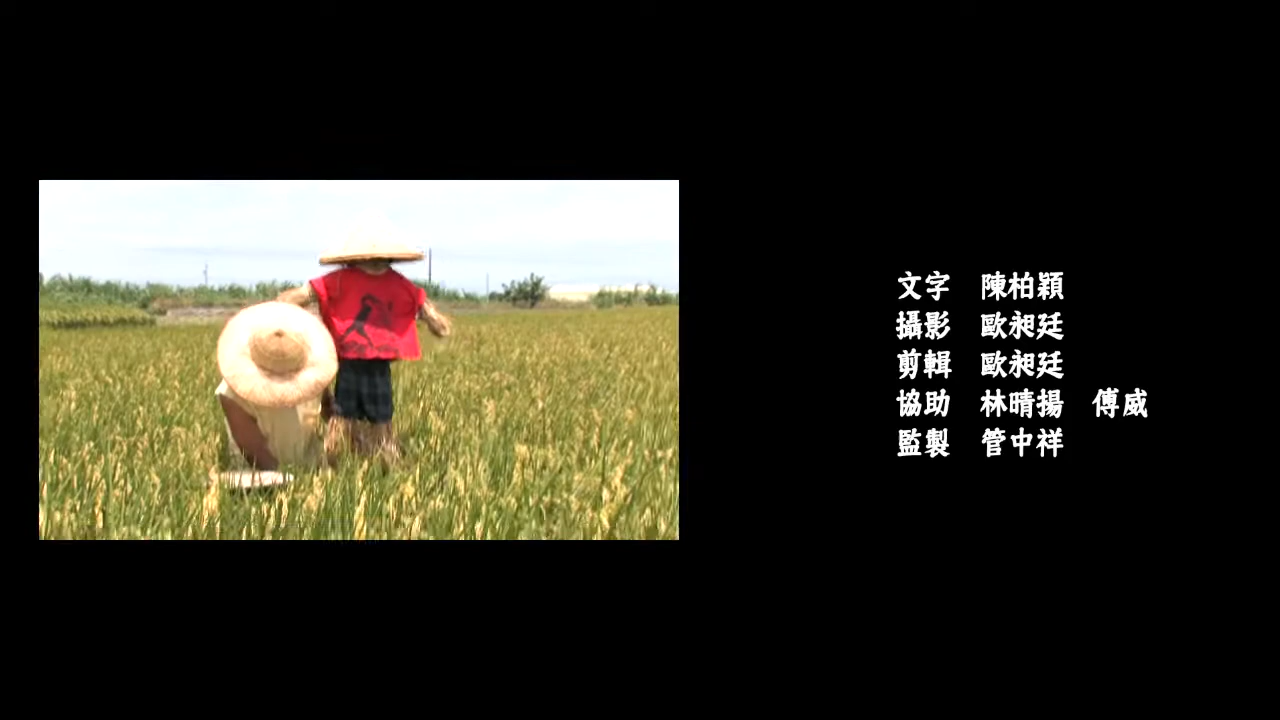 文字　陳柏穎
攝影　歐昶廷
剪輯　歐昶廷
協助　林晴揚　傅威
監製　管中祥